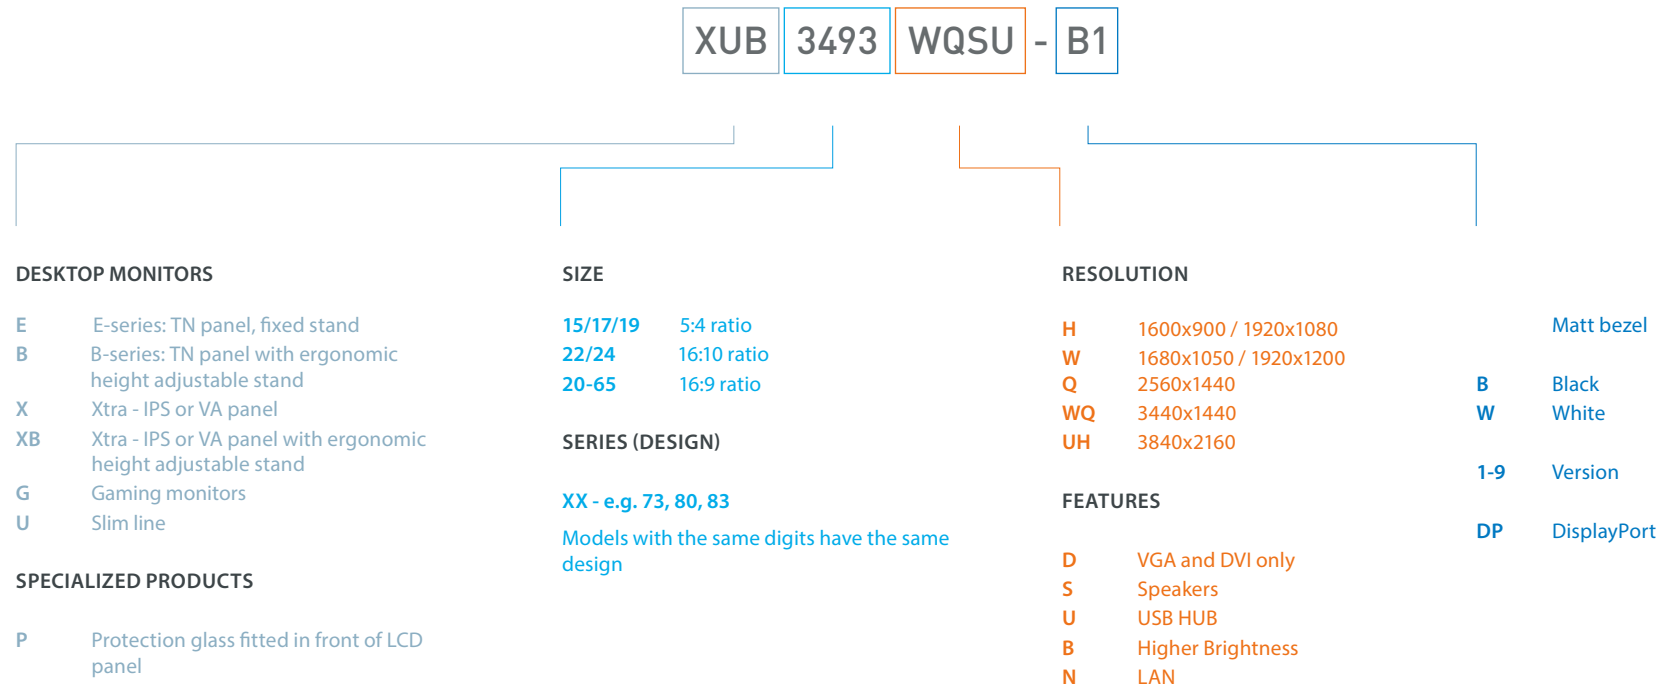 XUB 3493 WQSU - B1
DESKTOP MONITORS
E E-series: TN panel, fixed stand
B B-series: TN panel with ergonomic
height adjustable stand
X Xtra - IPS or VA panel
XB Xtra - IPS or VA panel with ergonomic
height adjustable stand
G Gaming monitors
U Slim line
SPECIALIZED PRODUCTS
P Protection glass fitted in front of LCD
panel
SIZE
15/17/19 5:4 ratio
22/24 16:10 ratio
20-65 16:9 ratio
SERIES (DESIGN)
XX - e.g. 73, 80, 83
Models with the same digits have the same
design
RESOLUTION
H 1600x900 / 1920x1080
W 1680x1050 / 1920x1200
Q 2560x1440
WQ 3440x1440
UH 3840x2160
FEATURES
D VGA and DVI only
S Speakers
U USB HUB
B Higher Brightness
N LAN
Matt bezel
B Black
W White
1-9 Version
DP DisplayPort